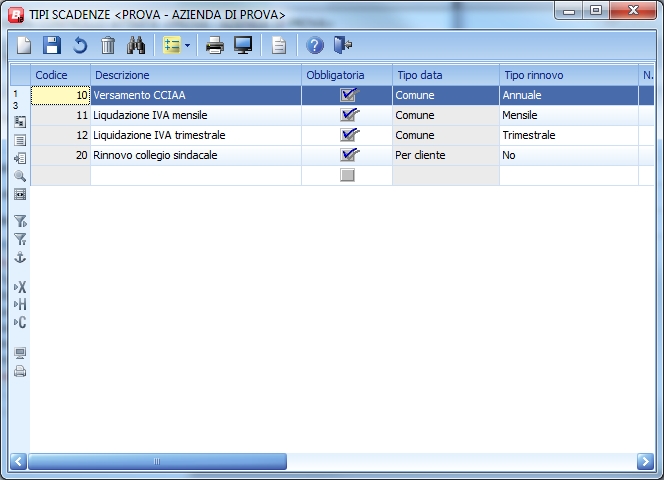 TIPI SCADENZE <PROVA - AZIENDA DI PROVA>
Codice Descrizione Obbligatoria Tipo data Tipo rinnovo N.
10 Versamento CCIAA Comune Annuale
11 Liqudazione IVA mensile Comune Mensile
12 Liquidazione IVA trimestrale Comune Trimestrale
20 Rinnovo collegio sindacale Per cliente No
1
3
X
H
C